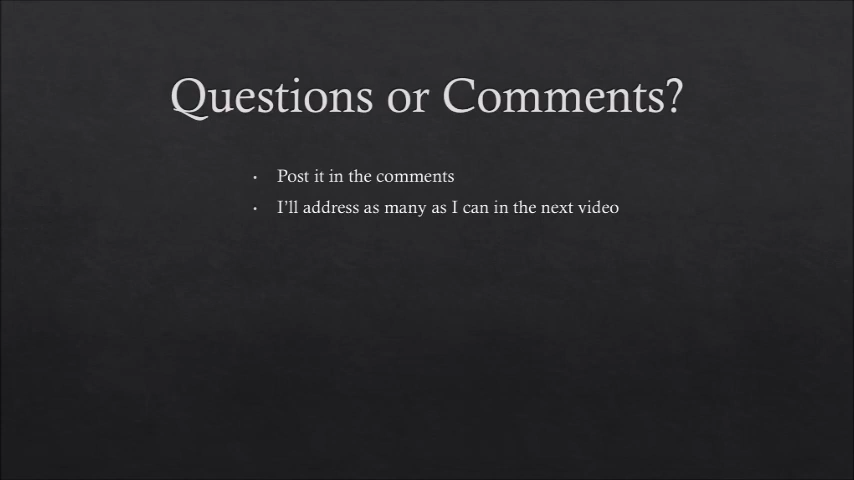 Questions or Comments?
• Post it in the comments
• I’ll address as many as I can in the next video